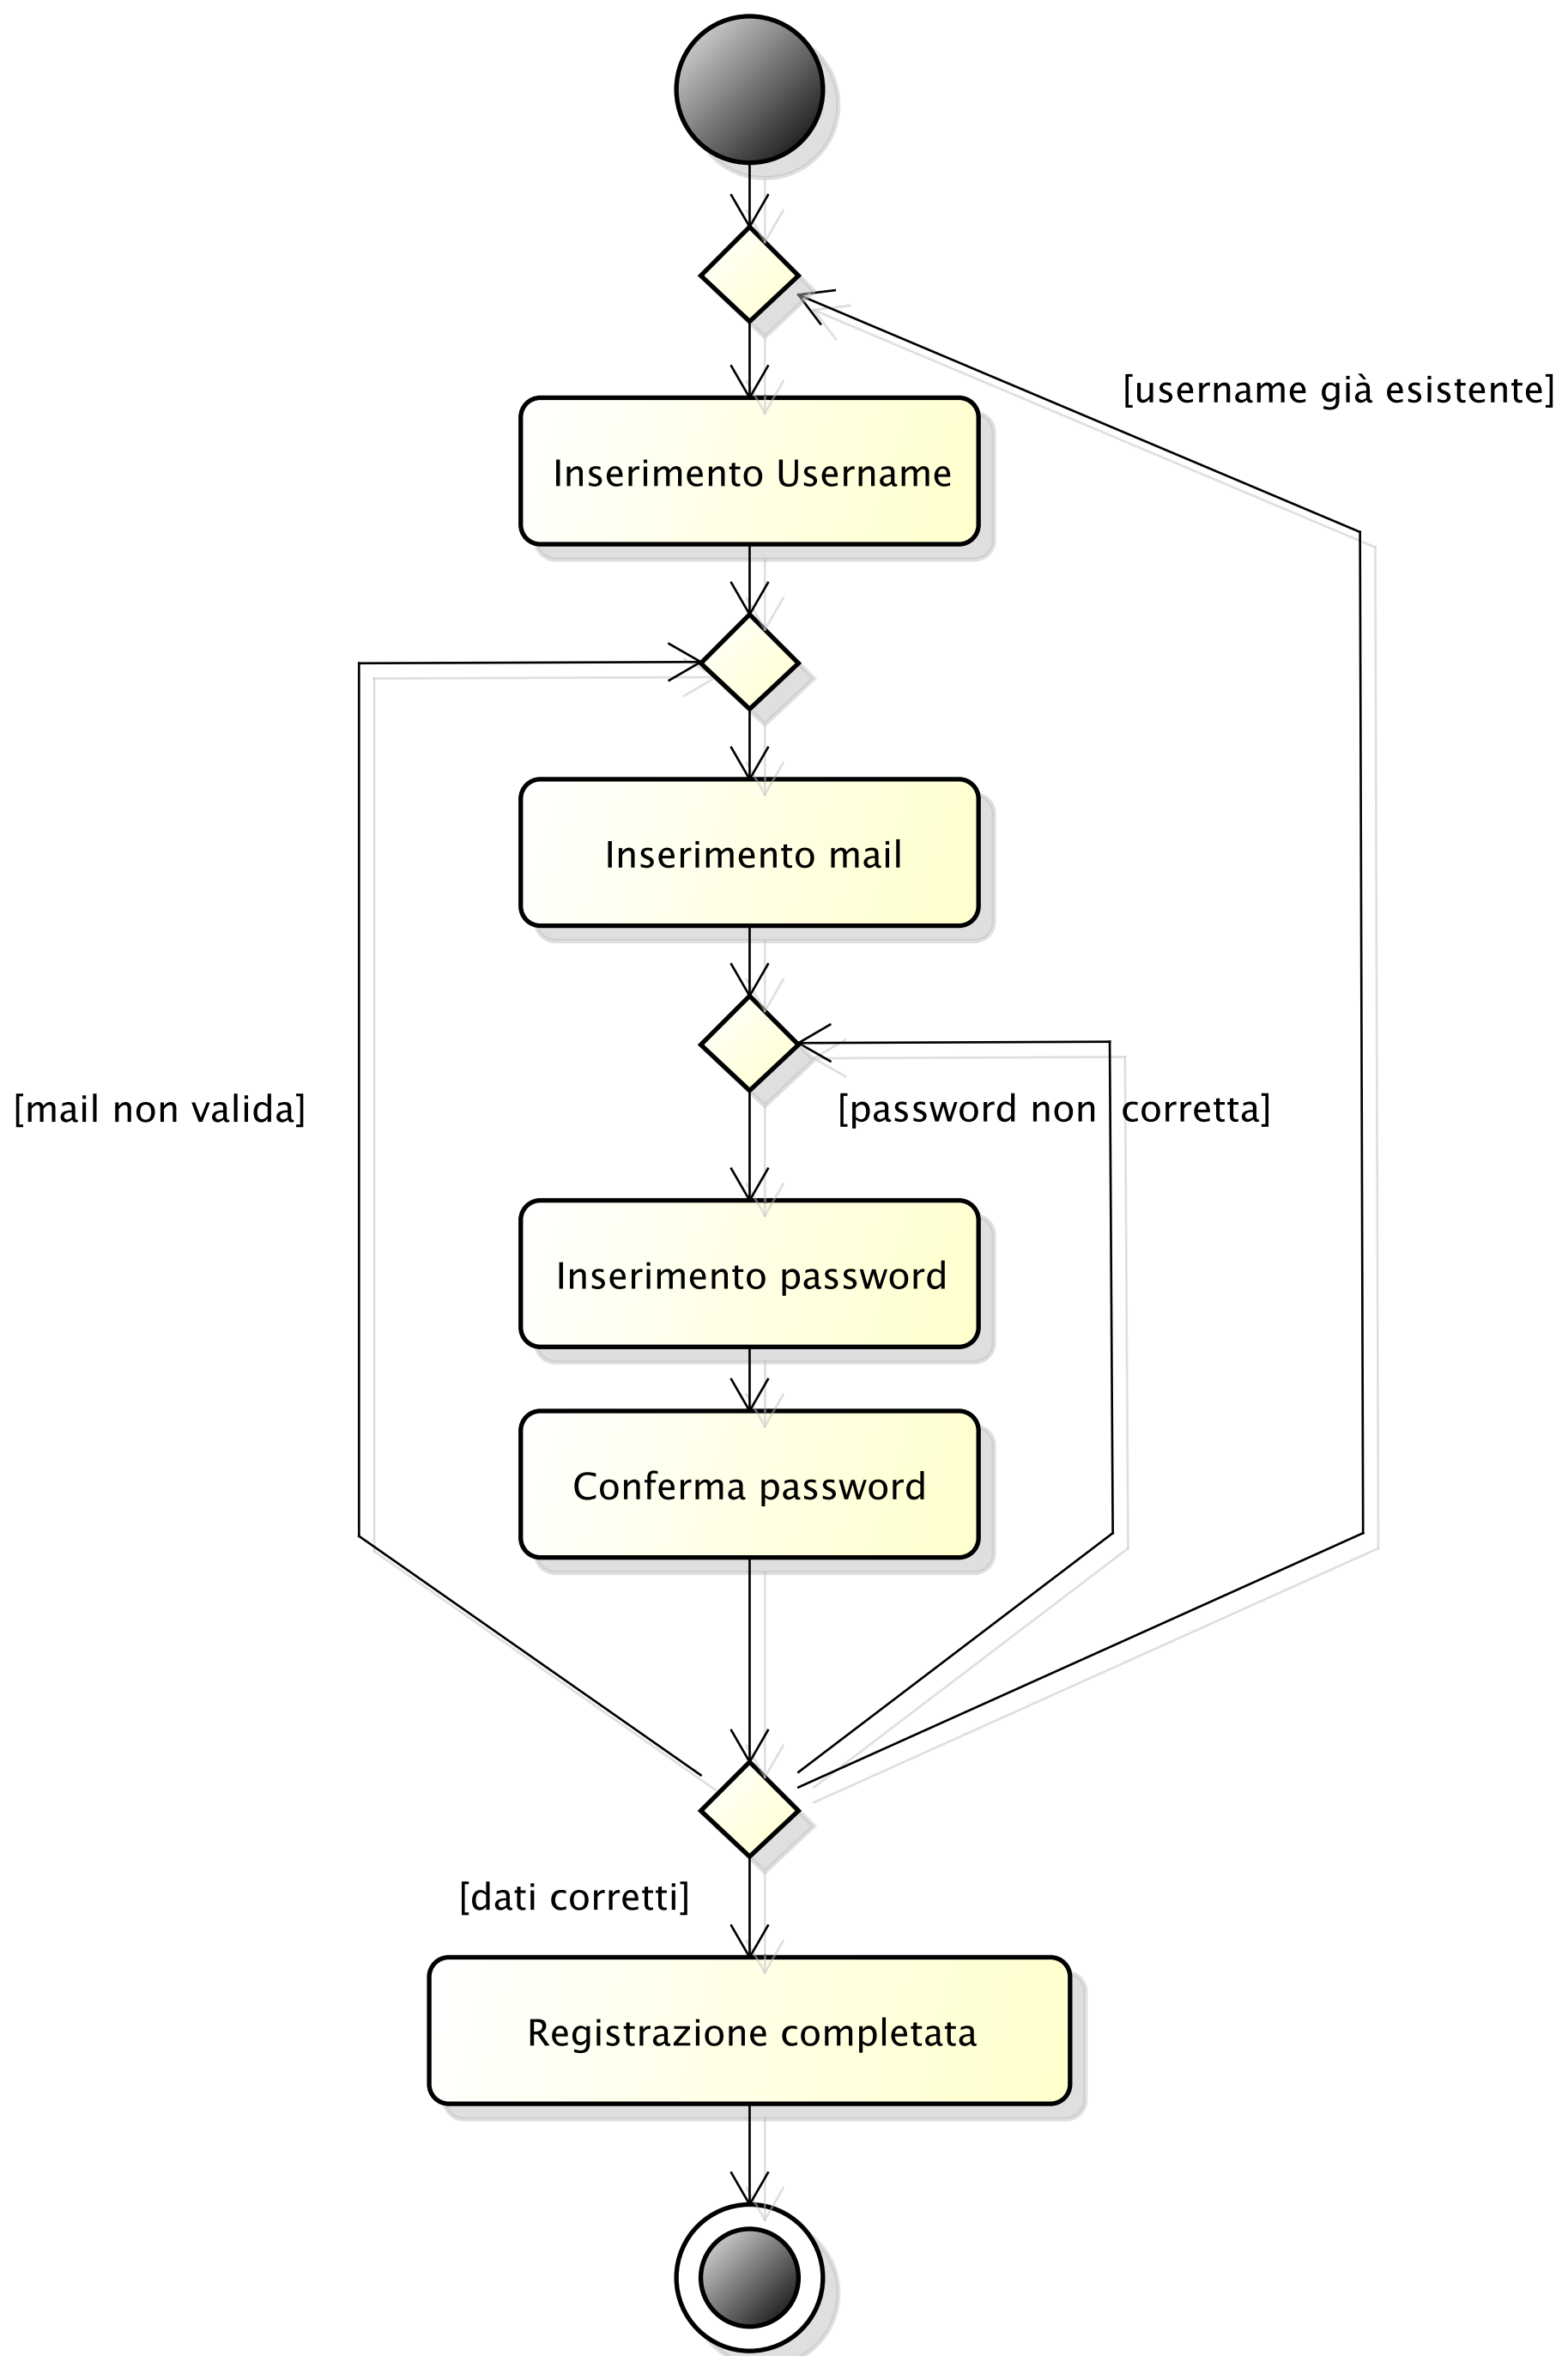 [username già esistente]
Inserimento Username
Inserimento mail
[mail non valida]
[password non corretta]
Inserimento password
Conferma password
[dati corretti]
Registrazione completata